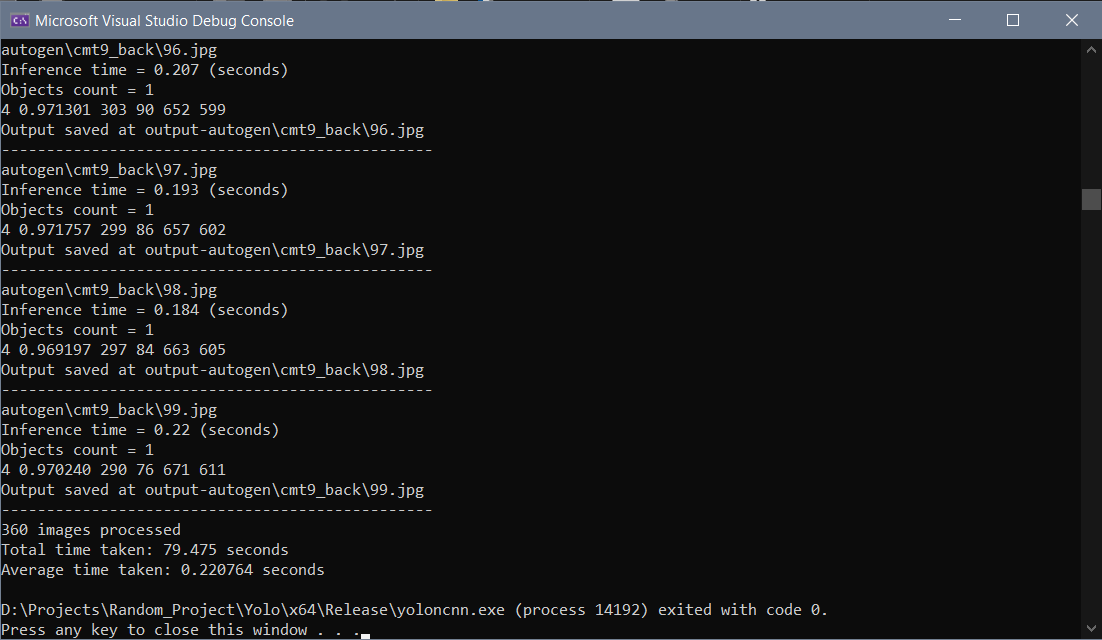 Microsoft Visual Studio Debug Console
autogen\cmt9_back\96.jpg
Inference time = 0.207 (seconds)
Objects count = 1
4 0.971301 303 90 652 599
Output saved at output-autogen\cmt9_back\96.jpg
------------------------------------------------
autogen\cmt9_back\97.jpg
Inference time = 0.193 (seconds)
Objects count = 1
4 0.971757 299 86 657 602
Output saved at output-autogen\cmt9_back\97.jpg
------------------------------------------------
autogen\cmt9_back\98.jpg
Inference time = 0.184 (seconds)
Objects count = 1
4 0.969197 297 84 663 605
Output saved at output-autogen\cmt9_back\98.jpg
------------------------------------------------
autogen\cmt9_back\99.jpg
Inference time = 0.22 (seconds)
Objects count = 1
4 0.970240 290 76 671 611
Output saved at output-autogen\cmt9_back\99.jpg
------------------------------------------------
360 images processed
Total time taken: 79.475 seconds
Average time taken: 0.220764 seconds
D:\Projects\Random_Project\Yolo\x64\Release\yoloncnn.exe (process 14192) exited with code 0.
Press any key to close this window . . .